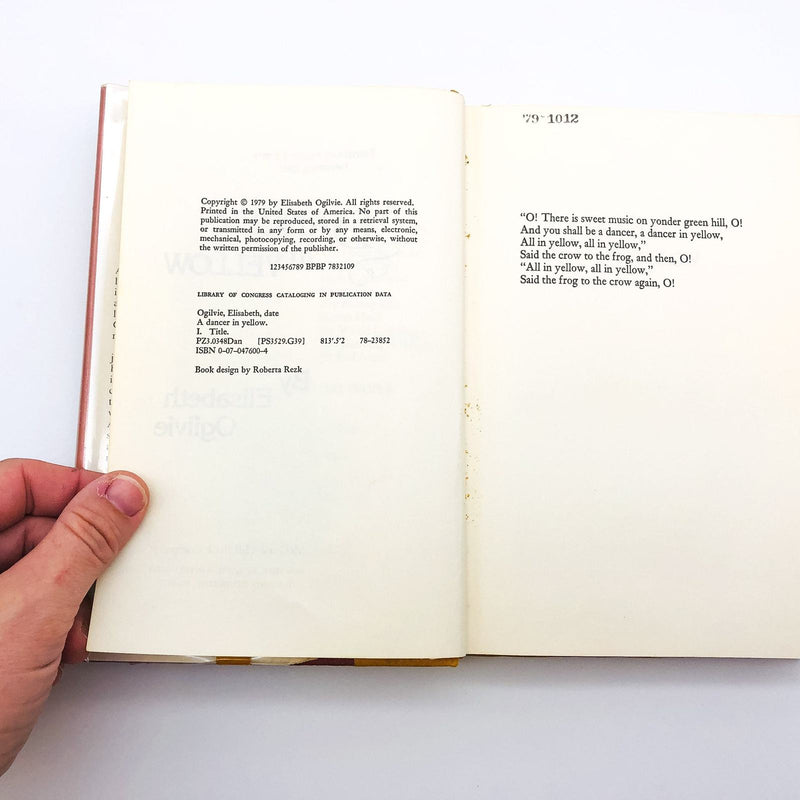 Copyright © 1979 by Elisabeth Ogilvie. All rights reserved.
Printed in the United States of America. No part of this
publication may be reproduced, stored in a retrieval system,
or transmitted in any form or by any means, electronic,
mechanical, photocopying, recording, or otherwise, without
the written permission of the publisher.
123456789 BPBP 7832109
LIBRARY OF CONGRESS CATALOGING IN PUBLICATION DATA
Ogilvie, Elisabeth, date
A dancer in yellow.
I. Title.
PZ3.O348Dan [PS3529.G39] 813'.5'2 78-23852
ISBN 0-07-047600-4
Book design by Roberta Rezk
YELLOW
By
Elisabeth
Ogilvie
'79-1012
“O! There is sweet music on yonder green hill, O!
And you shall be a dancer, a dancer in yellow,
All in yellow, all in yellow,”
Said the crow to the frog, and then, O!
“All in yellow, all in yellow,”
Said the frog to the crow again, O!